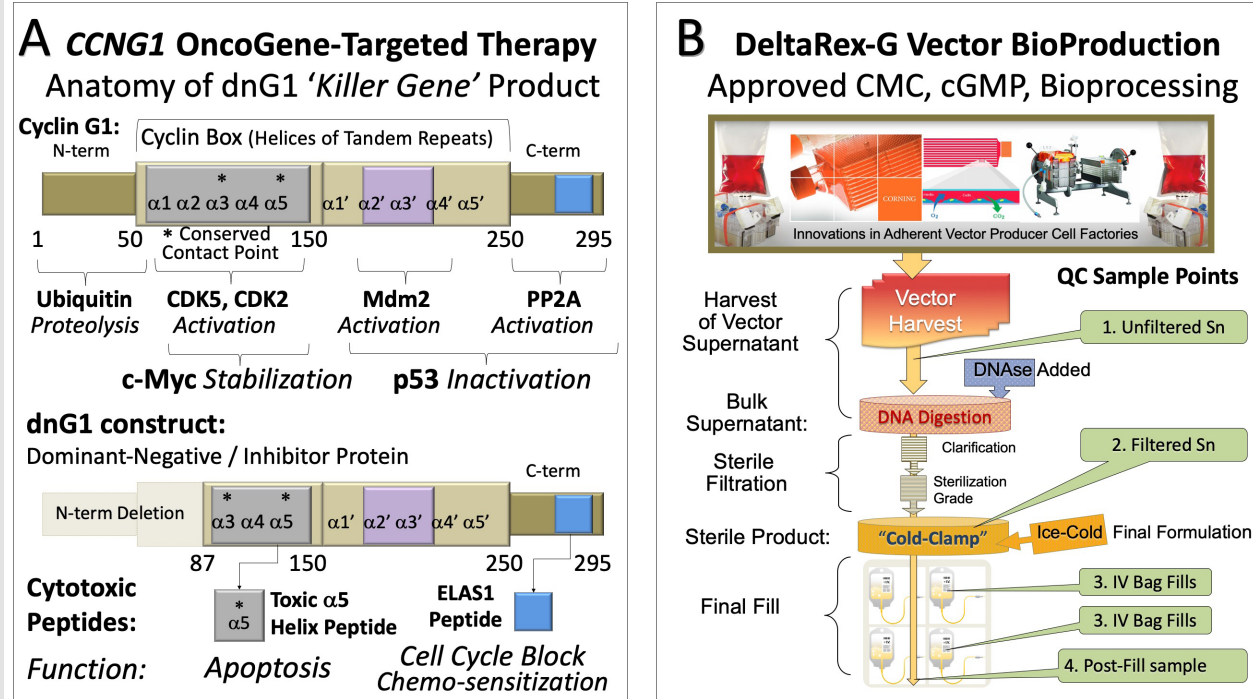 A CCNG1 OncoGene-Targeted Therapy
Anatomy of dnG1 ‘Killer Gene’ Product
Cyclin G1:
N-term
Cyclin Box (Helices of Tandem Repeats)
C-term
* *
α1 α2 α3 α4 α5 α1’ α2’ α3’ α4’ α5’
1 50 150 250 295
* Conserved
Contact Point
Ubiquitin
Proteolysis
CDK5, CDK2
Activation
Mdm2
Activation
PP2A
Activation
c-Myc Stabilization
p53 Inactivation
dnG1 construct:
Dominant-Negative / Inhibitor Protein
C-term
N-term Deletion
* *
α3 α4 α5 α1’ α2’ α3’ α4’ α5’
87 150 250 295
Cytotoxic
Peptides:
*
α5
Toxic α5
Helix Peptide
ELAS1
Peptide
Function:
Apoptosis
Cell Cycle Block
Chemo-sensitization
B DeltaRex-G Vector BioProduction
Approved CMC, cGMP, Bioprocessing
CORNING
O₂
CO₂
Innovations in Adherent Vector Producer Cell Factories
QC Sample Points
Harvest
of Vector
Supernatant
Vector
Harvest
1. Unfiltered Sn
DNAse Added
Bulk
Supernatant:
DNA Digestion
Clarification
2. Filtered Sn
Sterile
Filtration
Sterilization
Grade
Sterile Product:
“Cold-Clamp”
Ice-Cold Final Formulation
Final Fill
3. IV Bag Fills
3. IV Bag Fills
4. Post-Fill sample